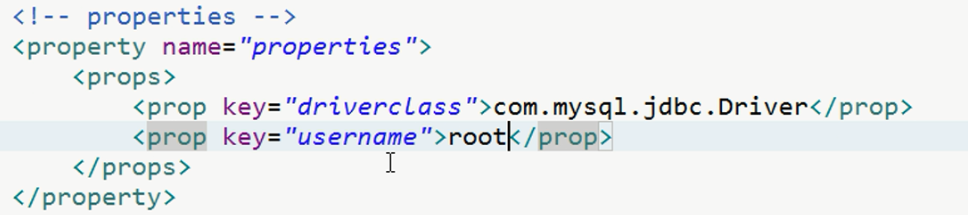 <!-- properties -->
<property name="properties">
<props>
<prop key="driverclass">com.mysql.jdbc.Driver</prop>
<prop key="username">root</prop>
</props>
</property>